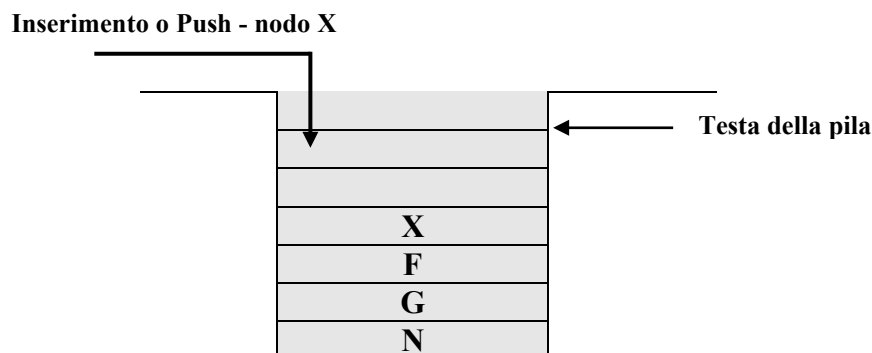 Inserimento o Push - nodo X
Testa della pila
X
F
G
N